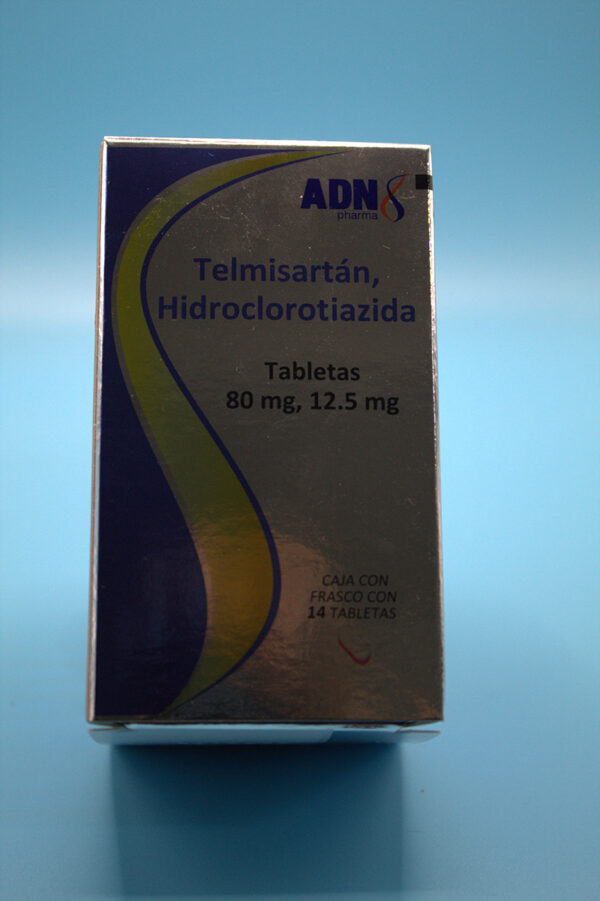 ADN
pharma
Telmisartán,
Hidroclorotiazida
Tabletas
80 mg, 12.5 mg
CAJA CON
FRASCO CON
14 TABLETAS